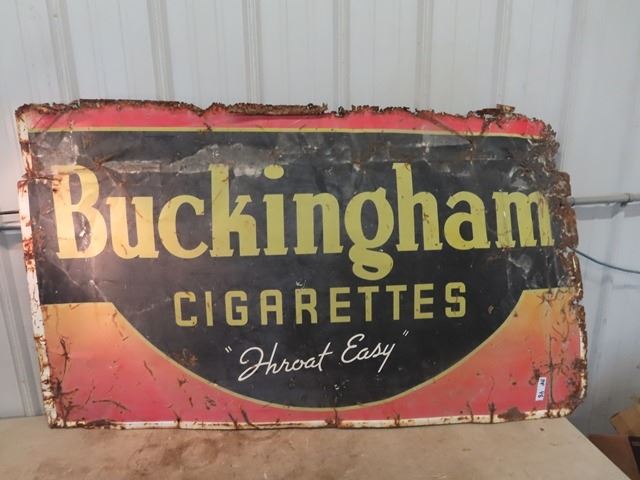 Buckingham
CIGARETTES
"Throat Easy"